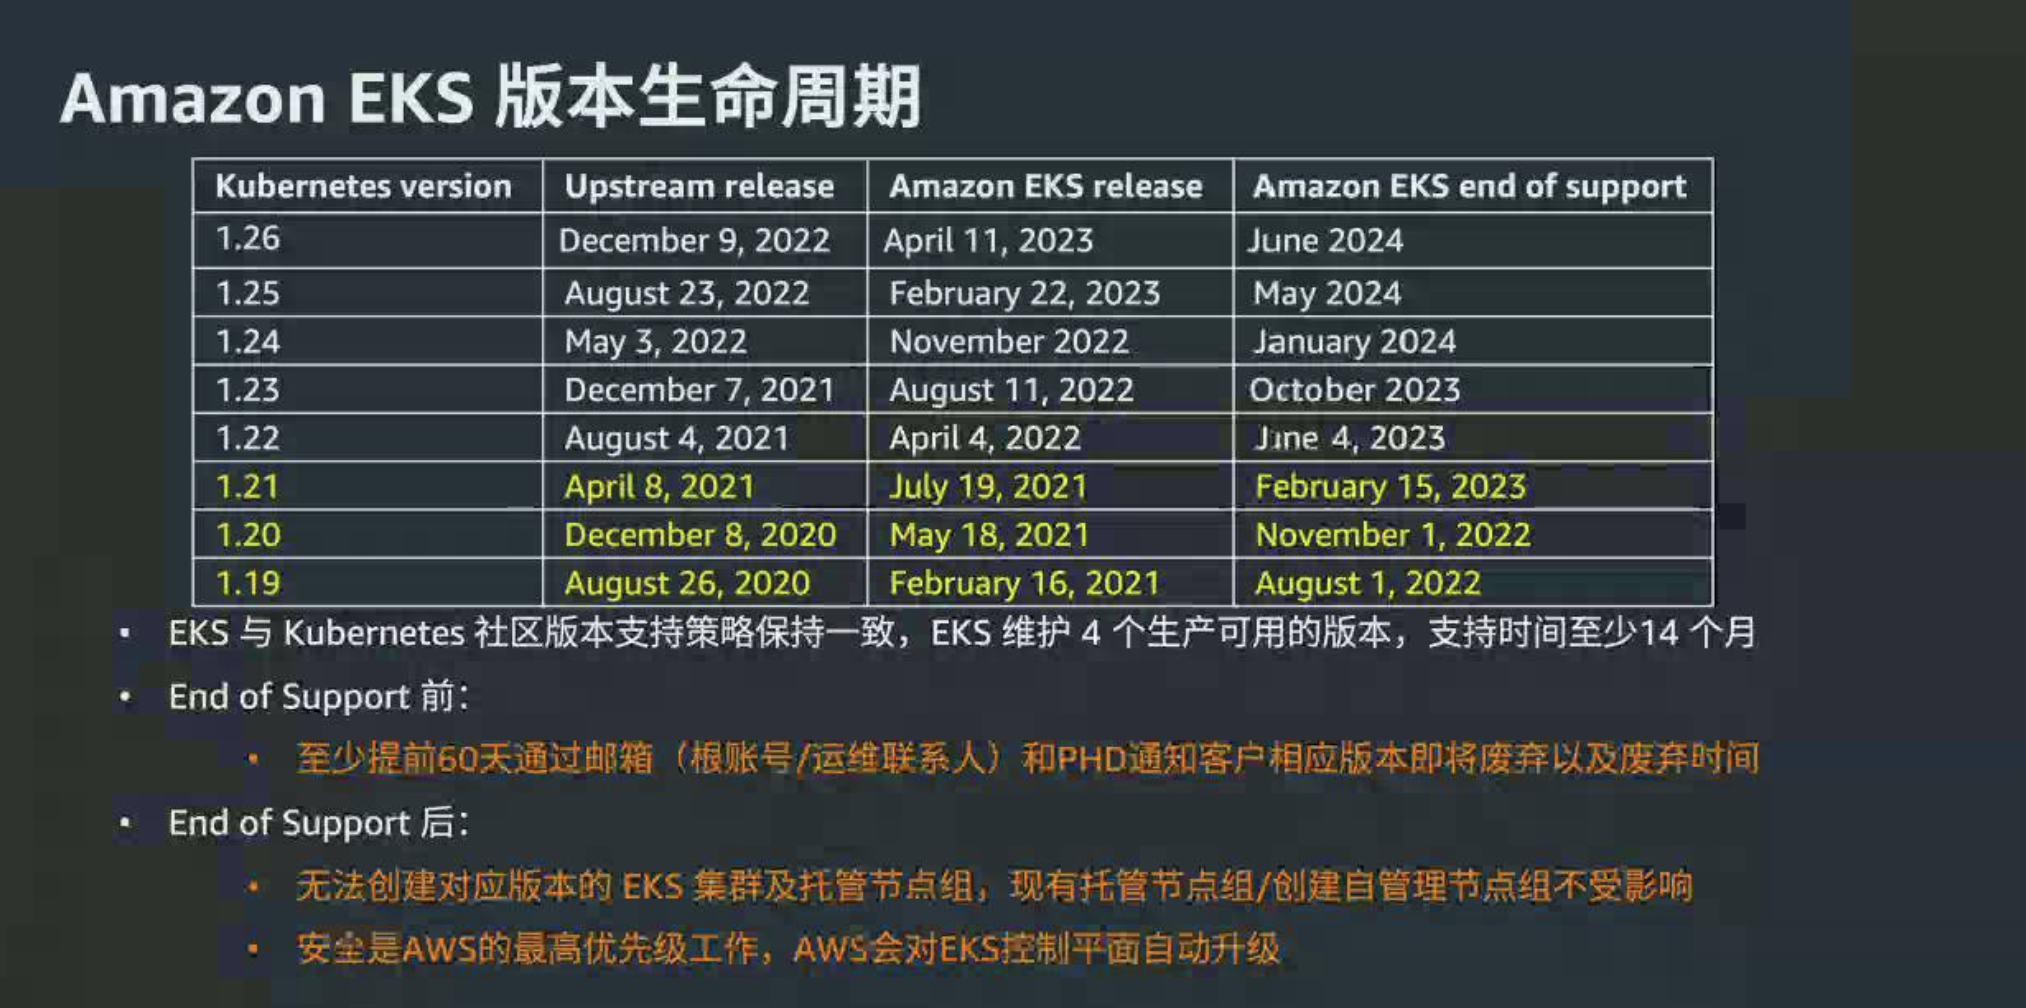 Amazon EKS 版本生命周期
Kubernetes version Upstream release Amazon EKS release Amazon EKS end of support
1.26 December 9, 2022 April 11, 2023 June 2024
1.25 August 23, 2022 February 22, 2023 May 2024
1.24 May 3, 2022 November 2022 January 2024
1.23 December 7, 2021 August 11, 2022 October 2023
1.22 August 4, 2021 April 4, 2022 June 4, 2023
1.21 April 8, 2021 July 19, 2021 February 15, 2023
1.20 December 8, 2020 May 18, 2021 November 1, 2022
1.19 August 26, 2020 February 16, 2021 August 1, 2022
• EKS 与 Kubernetes 社区版本支持策略保持一致，EKS 维护 4 个生产可用的版本，支持时间至少14 个月
• End of Support 前：
• 至少提前60天通过邮箱（根账号/运维联系人）和PHD通知客户相应版本即将废弃以及废弃时间
• End of Support 后：
• 无法创建对应版本的 EKS 集群及托管节点组，现有托管节点组/创建自管理节点组不受影响
• 安全是AWS的最高优先级工作，AWS会对EKS控制平面自动升级